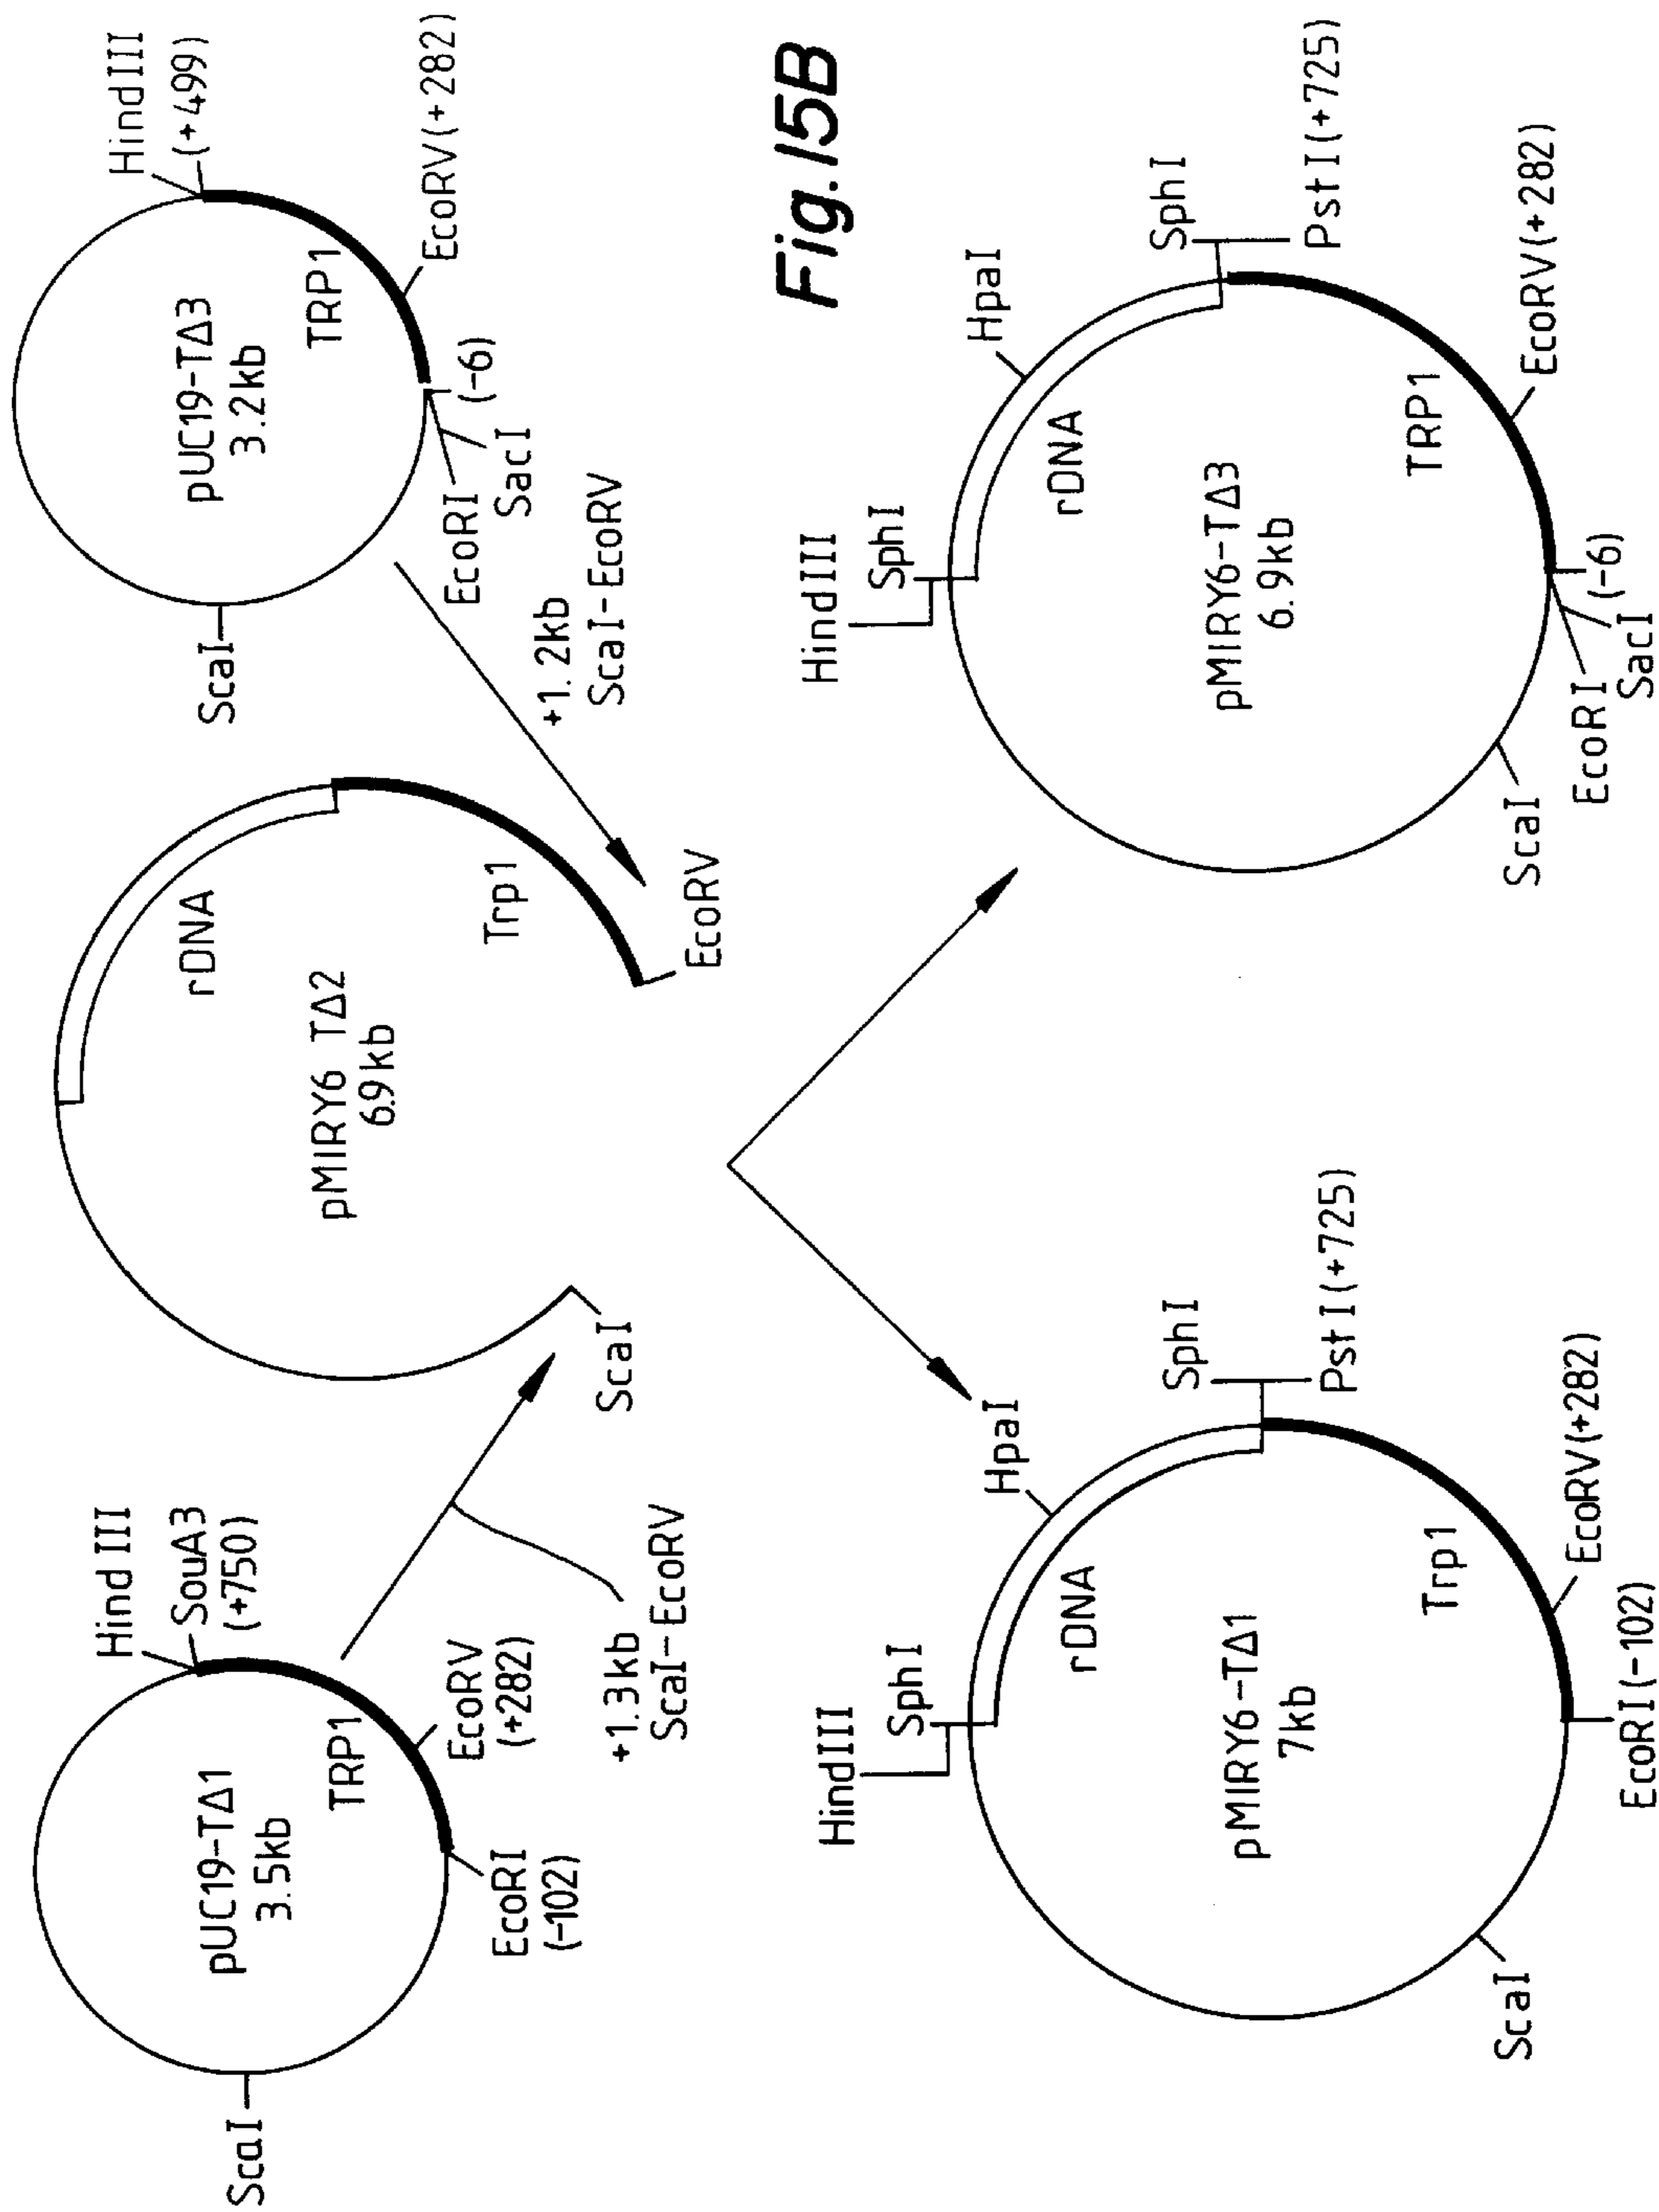 ScaI
pUC19-TΔ1
3.5kb
TRP1
Hind III
SouA3
(+750)
EcoRV
(+282)
EcoRI
(-102)
+1.3kb
ScaI-EcoRV
pMIRY6 TΔ2
6.9kb
rDNA
Trp1
ScaI
EcoRV
ScaI
pUC19-TΔ3
3.2kb
TRP1
Hind III
(+499)
EcoRV(+282)
(-6)
EcoRI
SacI
+1.2kb
ScaI-EcoRV
Fig.15B
HindIII
SphI
HpaI
rDNA
SphI
PstI(+725)
pMIRY6-TΔ1
7kb
Trp1
EcoRV(+282)
EcoRI(-102)
ScaI
HindIII
SphI
HpaI
rDNA
SphI
PstI(+725)
pMIRY6-TΔ3
6.9kb
TRP1
EcoRV(+282)
(-6)
ScaI
EcoRI
SacI